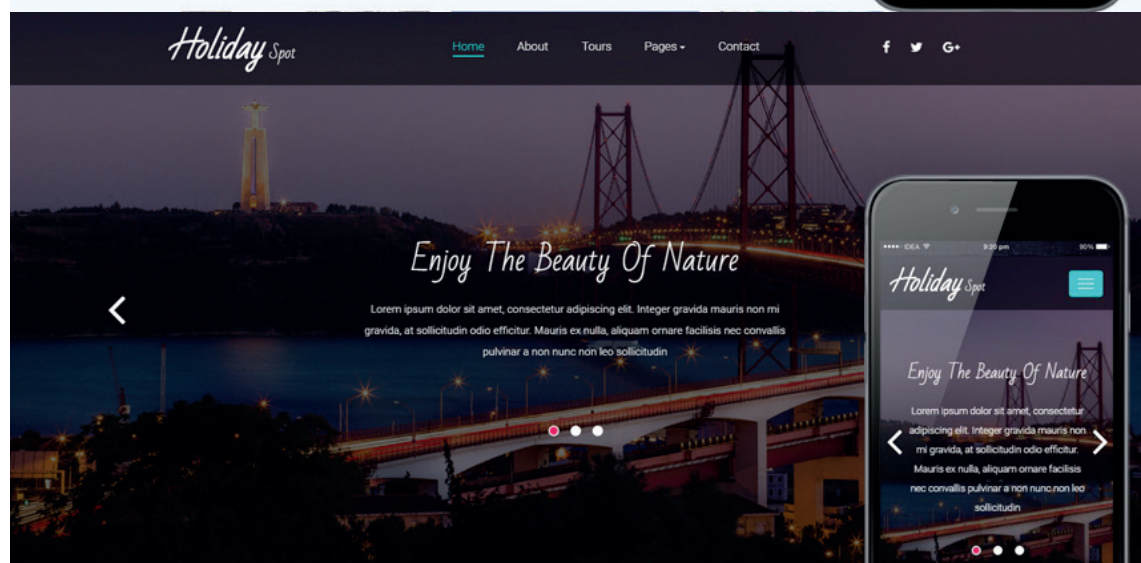 Holiday Spot
Home About Tours Pages Contact f G+
Enjoy The Beauty Of Nature
Lorem ipsum dolor sit amet, consectetur adipiscing elit. Integer gravida mauris non mi
gravida, at sollicitudin odio efficitur. Mauris ex nulla, aliquam ornare facilisis nec convallis
pulvinar a non nunc non leo sollicitudin
IDEA 9:20 pm 90%
Holiday Spot
Enjoy The Beauty Of Nature
Lorem ipsum dolor sit amet, consectetur
adipiscing elit. Integer gravida mauris non
mi gravida, at sollicitudin odio efficitur.
Mauris ex nulla, aliquam ornare facilisis
nec convallis pulvinar a non nunc non leo
sollicitudin